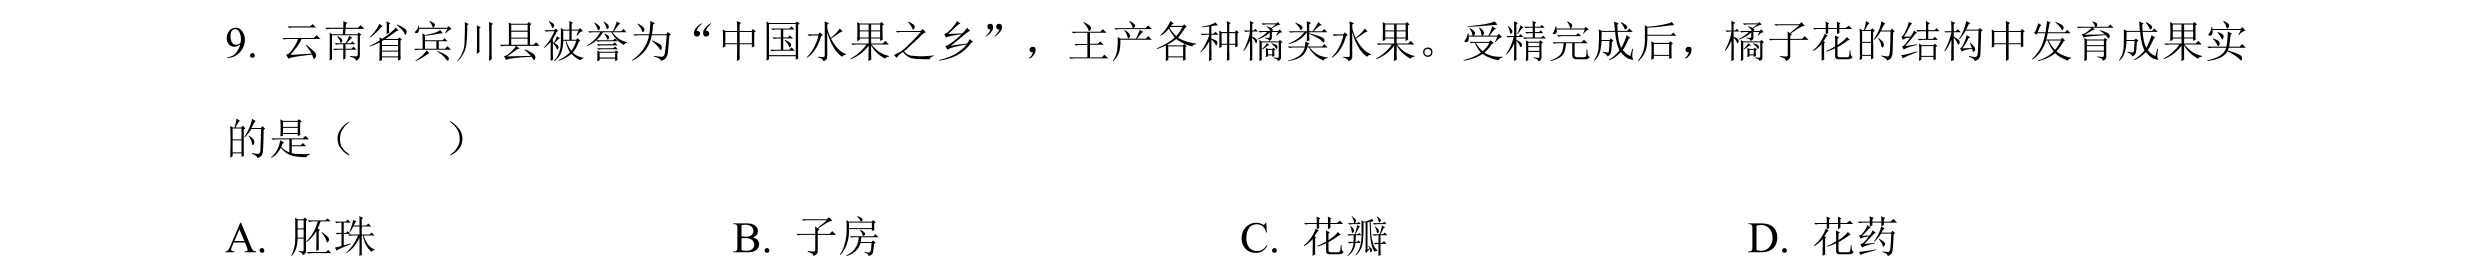 9. 云南省宾川县被誉为“中国水果之乡”，主产各种橘类水果。受精完成后，橘子花的结构中发育成果实
的是（　　）
A. 胚珠 B. 子房 C. 花瓣 D. 花药